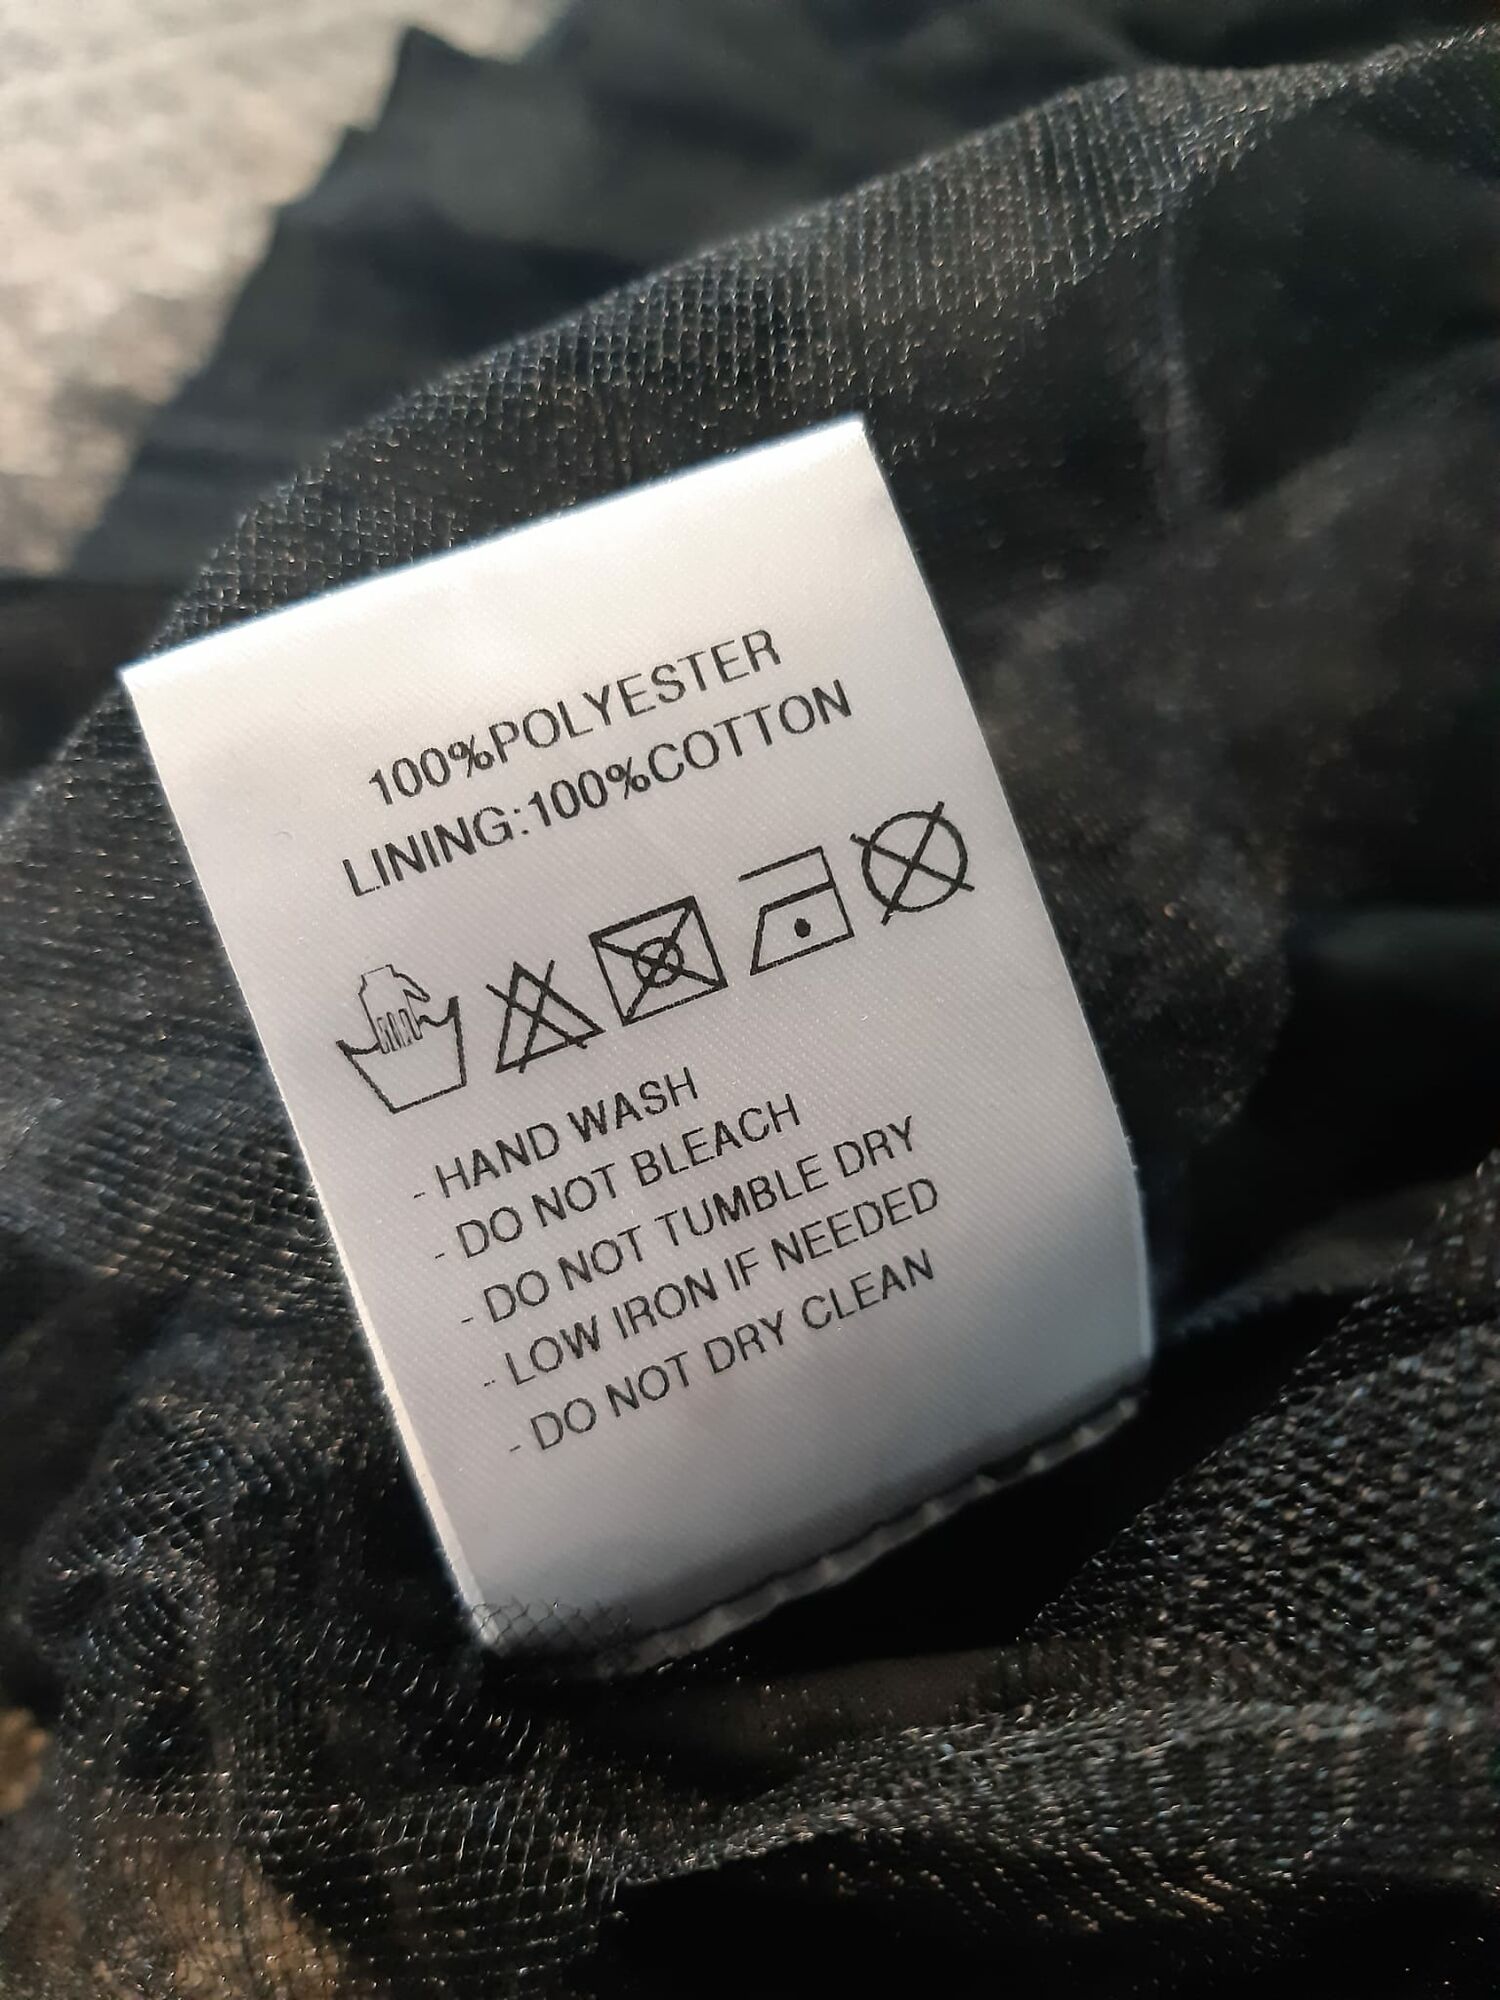 100%POLYESTER
LINING:100%COTTON
- HAND WASH
- DO NOT BLEACH
- DO NOT TUMBLE DRY
- LOW IRON IF NEEDED
- DO NOT DRY CLEAN